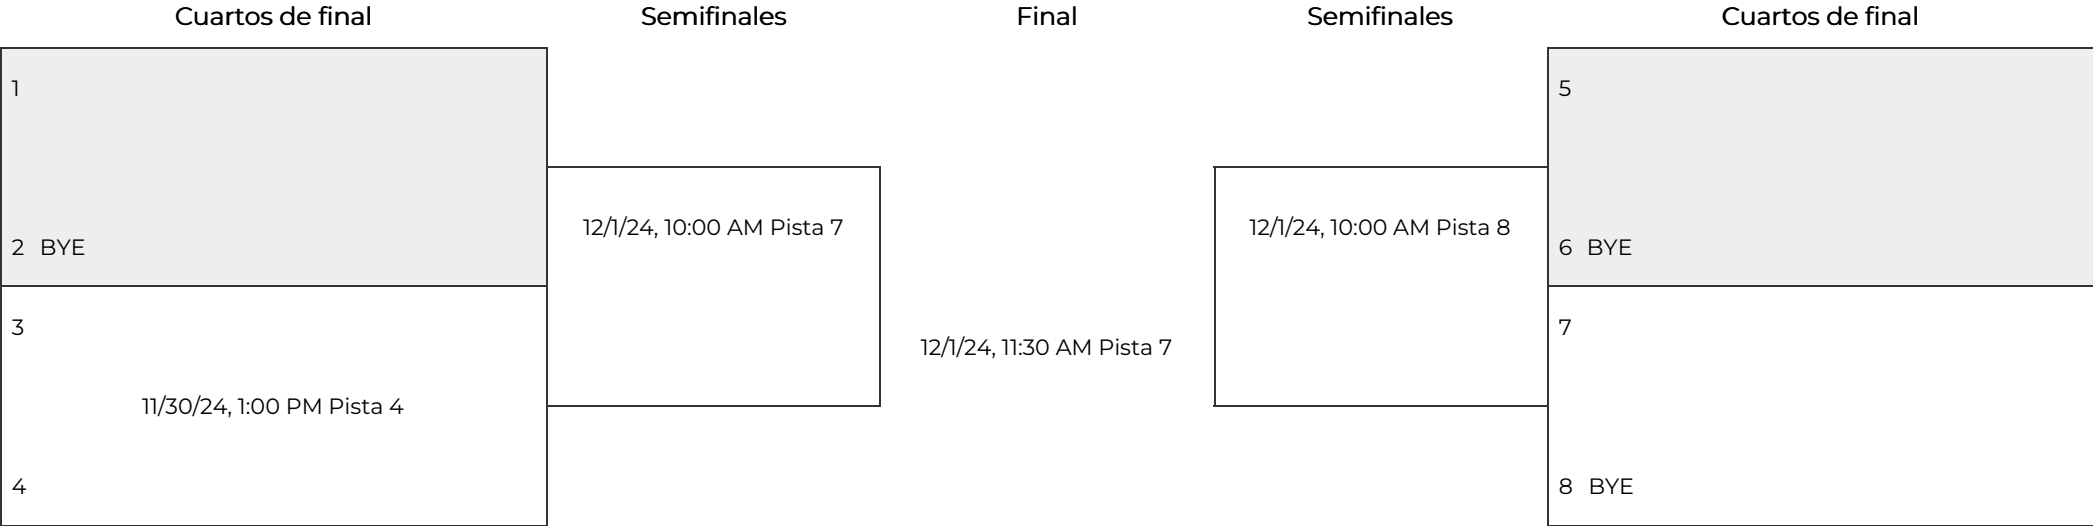 Cuartos de final
Semifinales
Final
Semifinales
Cuartos de final
1
2 BYE
3
11/30/24, 1:00 PM Pista 4
4
12/1/24, 10:00 AM Pista 7
12/1/24, 11:30 AM Pista 7
12/1/24, 10:00 AM Pista 8
5
6 BYE
7
8 BYE